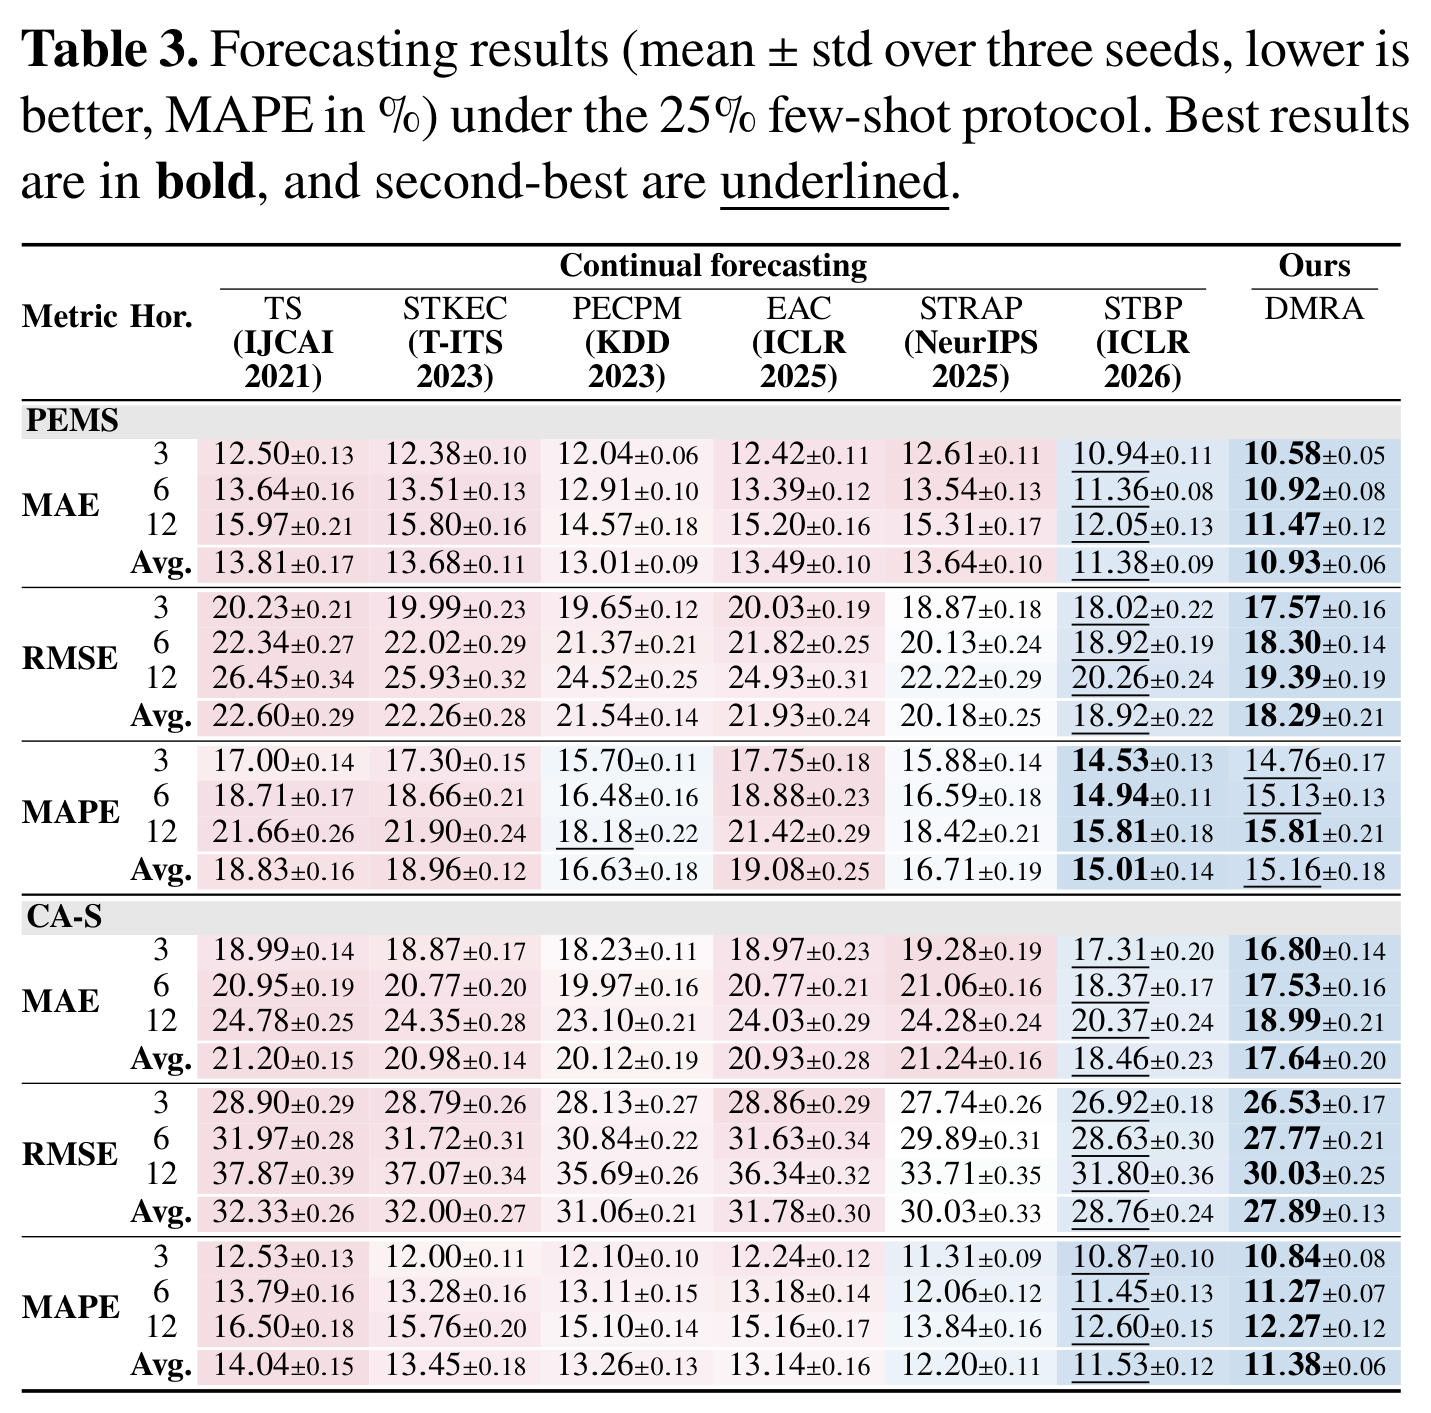 Table 3. Forecasting results (mean ± std over three seeds, lower is
better, MAPE in %) under the 25% few-shot protocol. Best results
are in bold, and second-best are underlined.
Continual forecasting Ours
Metric Hor. TS STKEC PECPM EAC STRAP STBP DMRA
(IJCAI (T-ITS (KDD (ICLR (NeurIPS (ICLR
2021) 2023) 2023) 2025) 2025) 2026)
PEMS
MAE
3 12.50±0.13 12.38±0.10 12.04±0.06 12.42±0.11 12.61±0.11 10.94±0.11 10.58±0.05
6 13.64±0.16 13.51±0.13 12.91±0.10 13.39±0.12 13.54±0.13 11.36±0.08 10.92±0.08
12 15.97±0.21 15.80±0.16 14.57±0.18 15.20±0.16 15.31±0.17 12.05±0.13 11.47±0.12
Avg. 13.81±0.17 13.68±0.11 13.01±0.09 13.49±0.10 13.64±0.10 11.38±0.09 10.93±0.06
RMSE
3 20.23±0.21 19.99±0.23 19.65±0.12 20.03±0.19 18.87±0.18 18.02±0.22 17.57±0.16
6 22.34±0.27 22.02±0.29 21.37±0.21 21.82±0.25 20.13±0.24 18.92±0.19 18.30±0.14
12 26.45±0.34 25.93±0.32 24.52±0.25 24.93±0.31 22.22±0.29 20.26±0.24 19.39±0.19
Avg. 22.60±0.29 22.26±0.28 21.54±0.14 21.93±0.24 20.18±0.25 18.92±0.22 18.29±0.21
MAPE
3 17.00±0.14 17.30±0.15 15.70±0.11 17.75±0.18 15.88±0.14 14.53±0.13 14.76±0.17
6 18.71±0.17 18.66±0.21 16.48±0.16 18.88±0.23 16.59±0.18 14.94±0.11 15.13±0.13
12 21.66±0.26 21.90±0.24 18.18±0.22 21.42±0.29 18.42±0.21 15.81±0.18 15.81±0.21
Avg. 18.83±0.16 18.96±0.12 16.63±0.18 19.08±0.25 16.71±0.19 15.01±0.14 15.16±0.18
CA-S
MAE
3 18.99±0.14 18.87±0.17 18.23±0.11 18.97±0.23 19.28±0.19 17.31±0.20 16.80±0.14
6 20.95±0.19 20.77±0.20 19.97±0.16 20.77±0.21 21.06±0.16 18.37±0.17 17.53±0.16
12 24.78±0.25 24.35±0.28 23.10±0.21 24.03±0.29 24.28±0.24 20.37±0.24 18.99±0.21
Avg. 21.20±0.15 20.98±0.14 20.12±0.19 20.93±0.28 21.24±0.16 18.46±0.23 17.64±0.20
RMSE
3 28.90±0.29 28.79±0.26 28.13±0.27 28.86±0.29 27.74±0.26 26.92±0.18 26.53±0.17
6 31.97±0.28 31.72±0.31 30.84±0.22 31.63±0.34 29.89±0.31 28.63±0.30 27.77±0.21
12 37.87±0.39 37.07±0.34 35.69±0.26 36.34±0.32 33.71±0.35 31.80±0.36 30.03±0.25
Avg. 32.33±0.26 32.00±0.27 31.06±0.21 31.78±0.30 30.03±0.33 28.76±0.24 27.89±0.13
MAPE
3 12.53±0.13 12.00±0.11 12.10±0.10 12.24±0.12 11.31±0.09 10.87±0.10 10.84±0.08
6 13.79±0.16 13.28±0.16 13.11±0.15 13.18±0.14 12.06±0.12 11.45±0.13 11.27±0.07
12 16.50±0.18 15.76±0.20 15.10±0.14 15.16±0.17 13.84±0.16 12.60±0.15 12.27±0.12
Avg. 14.04±0.15 13.45±0.18 13.26±0.13 13.14±0.16 12.20±0.11 11.53±0.12 11.38±0.06